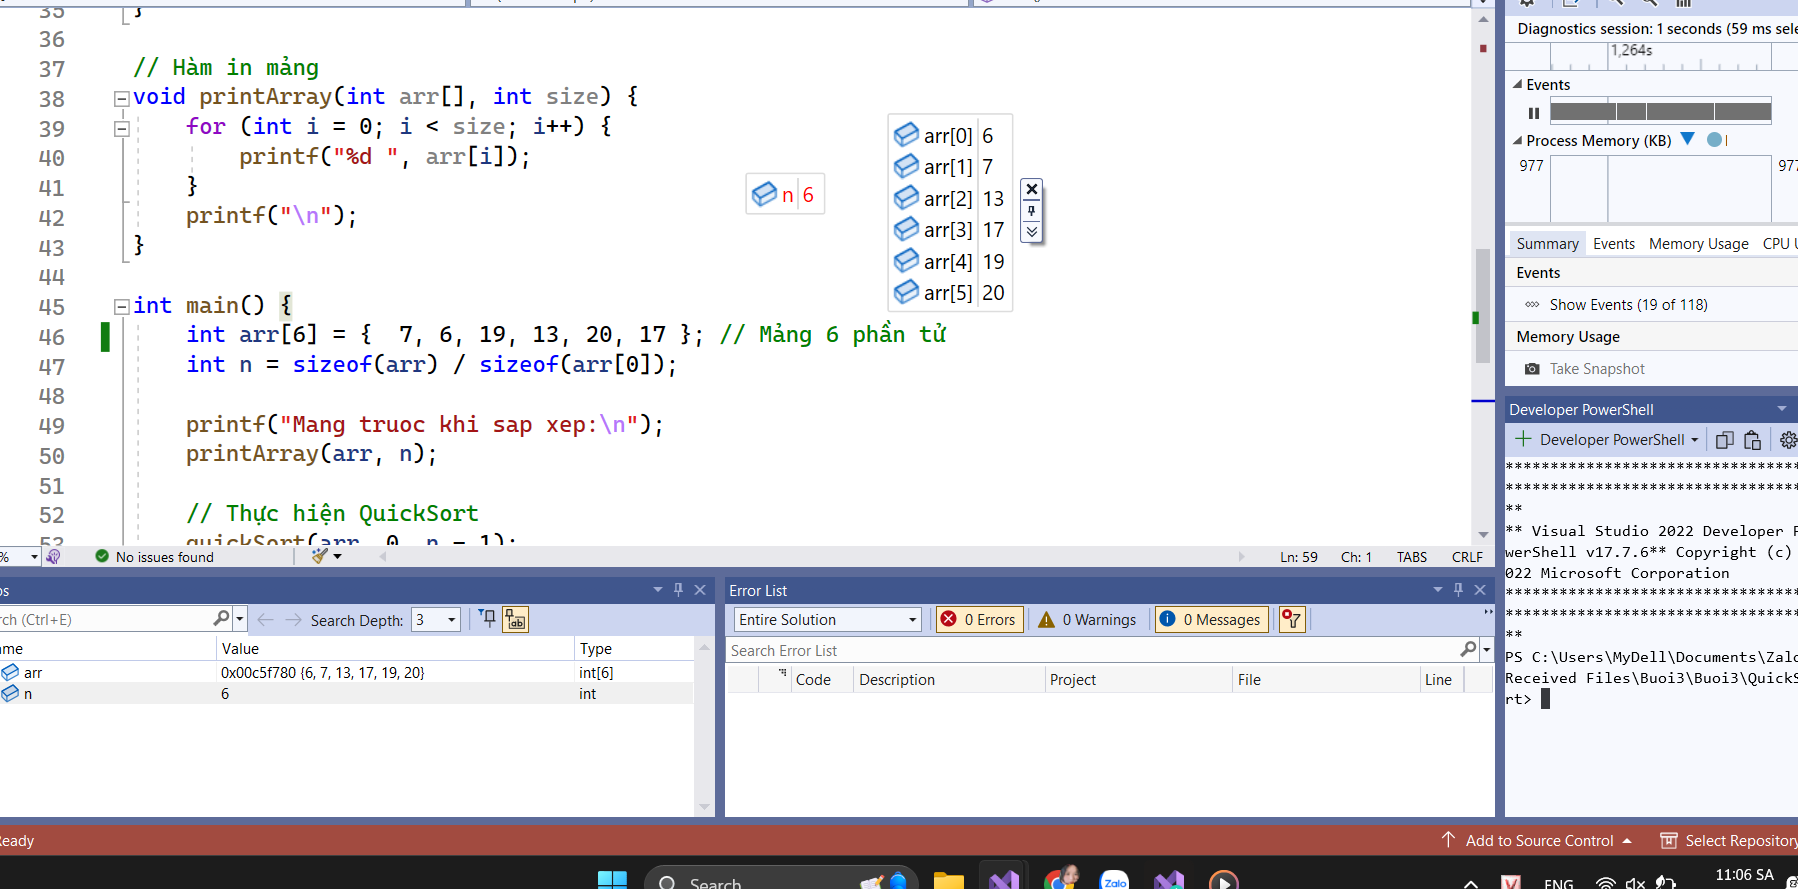 35 }
36
37 // Hàm in mảng
38 void printArray(int arr[], int size) {
39 for (int i = 0; i < size; i++) {
40 printf("%d ", arr[i]);
41 }
42 printf("\n");
43 }
44
45 int main() {
46 int arr[6] = {  7, 6, 19, 13, 20, 17 }; // Mảng 6 phần tử
47 int n = sizeof(arr) / sizeof(arr[0]);
48
49 printf("Mang truoc khi sap xep:\n");
50 printArray(arr, n);
51
52 // Thực hiện QuickSort
53 quickSort(arr, 0, n - 1);
n 6
arr[0] 6
arr[1] 7
arr[2] 13
arr[3] 17
arr[4] 19
arr[5] 20
% No issues found Ln: 59 Ch: 1 TABS CRLF
Diagnostics session: 1 seconds (59 ms sele
1,264s
Events
Process Memory (KB)
977 977
Summary Events Memory Usage CPU U
Events
Show Events (19 of 118)
Memory Usage
Take Snapshot
Developer PowerShell
Developer PowerShell
*********************************
*********************************
**
** Visual Studio 2022 Developer P
owerShell v17.7.6** Copyright (c)
022 Microsoft Corporation
*********************************
*********************************
**
PS C:\Users\MyDell\Documents\Zalo
Received Files\Buoi3\Buoi3\QuickS
rt>
os
rch (Ctrl+E) Search Depth: 3
me Value Type
arr 0x00c5f780 {6, 7, 13, 17, 19, 20} int[6]
n 6 int
Error List
Entire Solution 0 Errors 0 Warnings 0 Messages
Search Error List
Code Description Project File Line
eady Add to Source Control Select Repository
Search Zalo ENG 11:06 SA